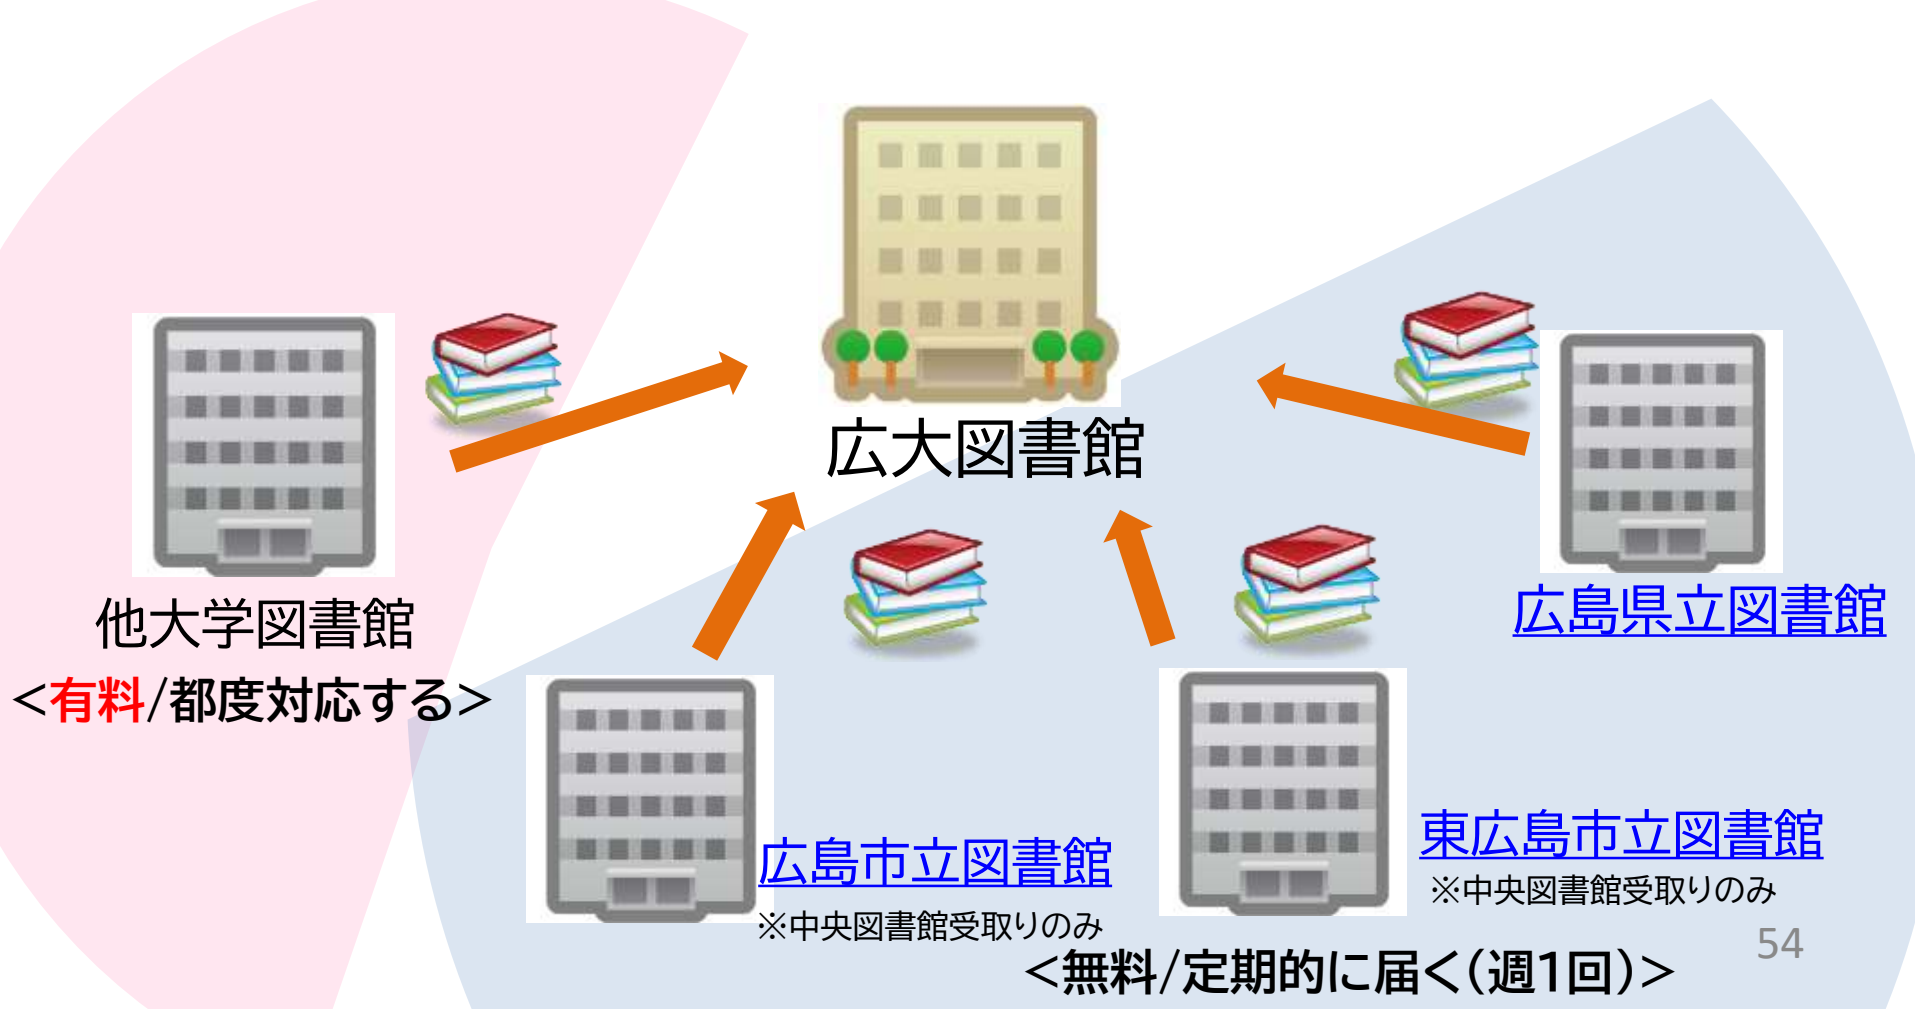 広大図書館
他大学図書館
<有料/都度対応する>
広島県立図書館
広島市立図書館
※中央図書館受取りのみ
東広島市立図書館
※中央図書館受取りのみ
<無料/定期的に届く(週1回)>
54